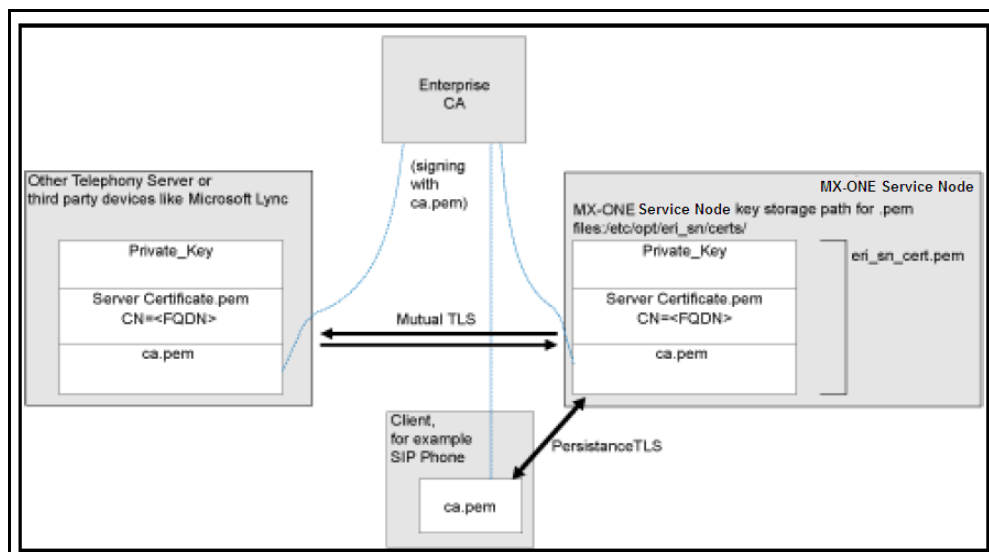 Enterprise
CA
(signing
with
ca.pem)
Other Telephony Server or
third party devices like Microsoft Lync
Private_Key
Server Certificate.pem
CN=<FQDN>
ca.pem
Mutual TLS
MX-ONE Service Node
MX-ONE Service Node key storage path for .pem
files:/etc/opt/eri_sn/certs/
Private_Key
Server Certificate.pem
CN=<FQDN>
ca.pem
eri_sn_cert.pem
Client,
for example
SIP Phone
ca.pem
PersistanceTLS